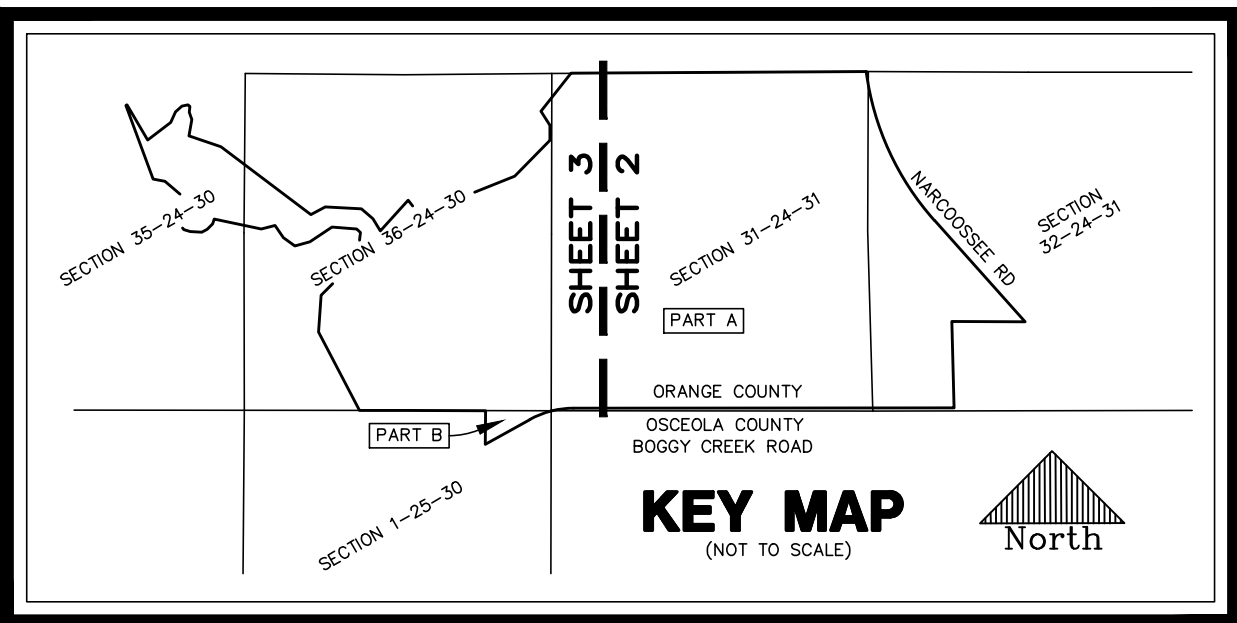 SECTION 35-24-30
SECTION 36-24-30
SHEET 3
SHEET 2
SECTION 31-24-31
NARCOOSSEE RD
SECTION
32-24-31
PART A
ORANGE COUNTY
OSCEOLA COUNTY
BOGGY CREEK ROAD
PART B
SECTION 1-25-30
KEY MAP
(NOT TO SCALE)
North